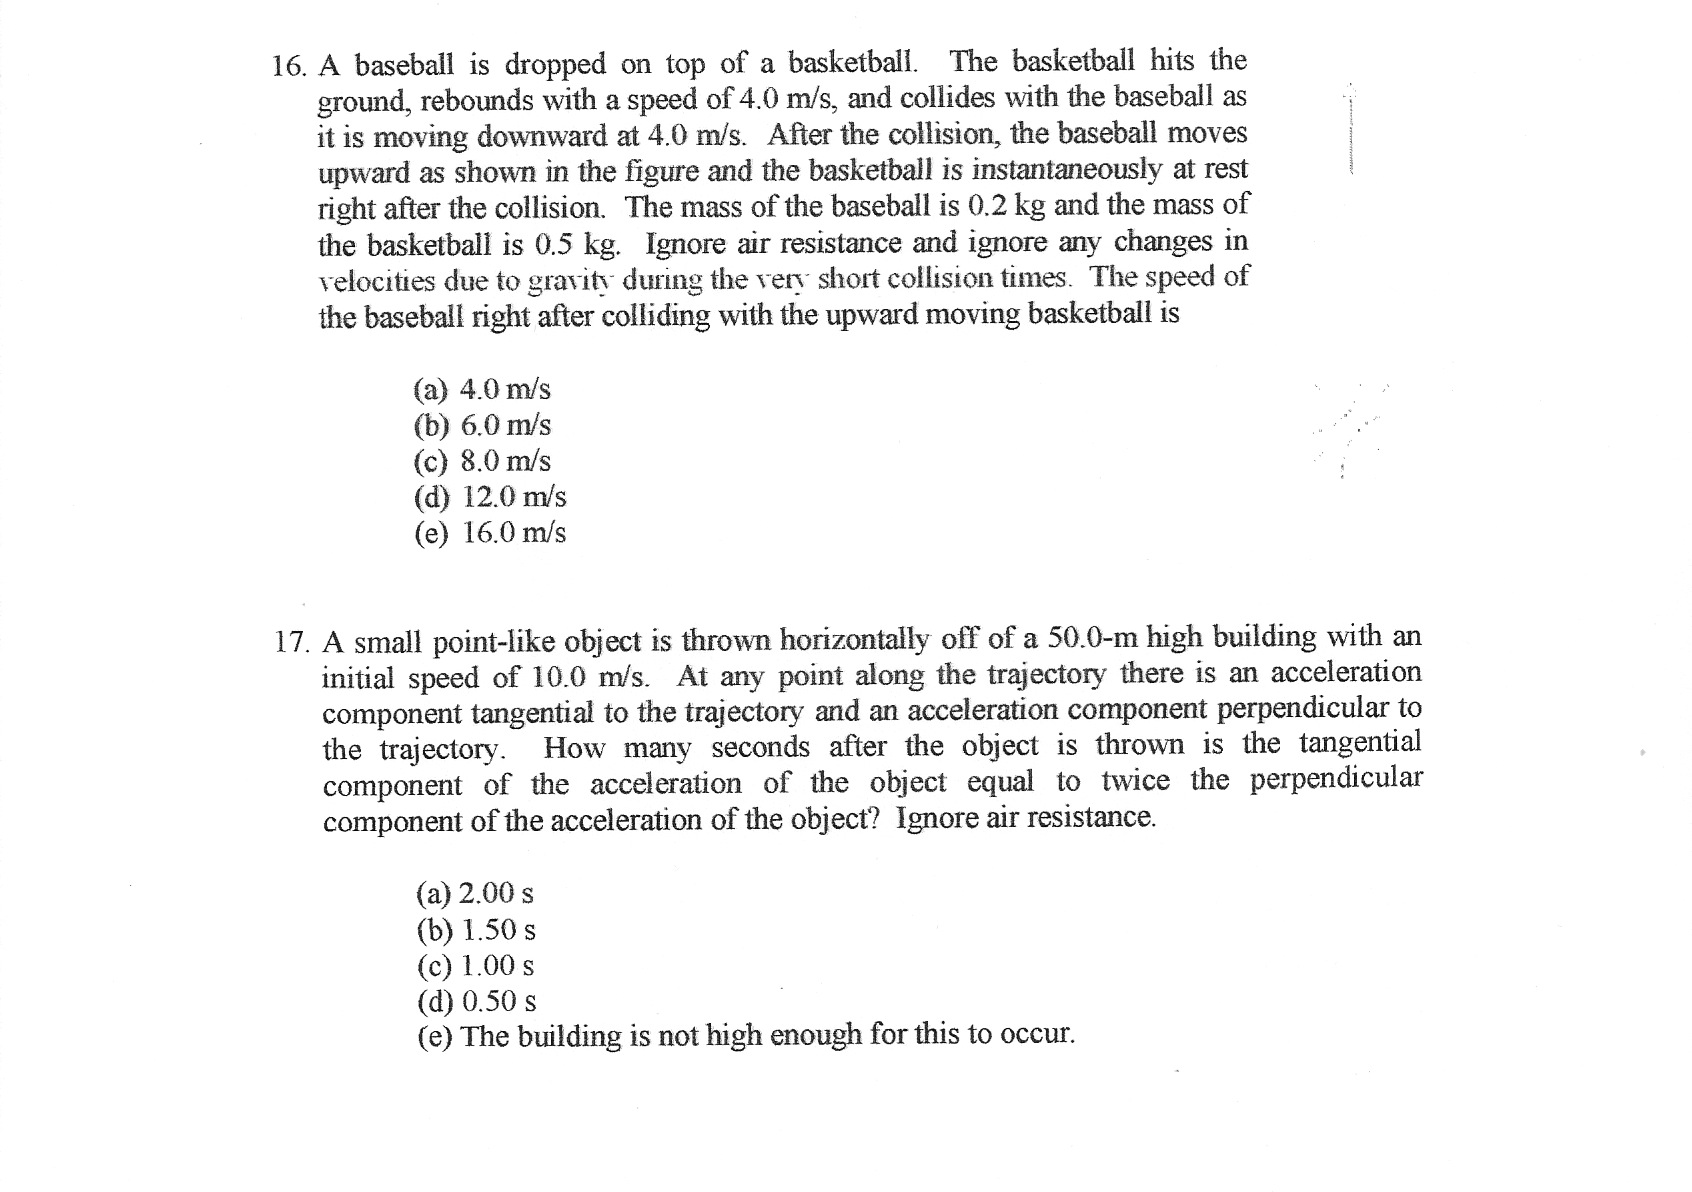 16. A baseball is dropped on top of a basketball. The basketball hits the
ground, rebounds with a speed of 4.0 m/s, and collides with the baseball as
it is moving downward at 4.0 m/s. After the collision, the baseball moves
upward as shown in the figure and the basketball is instantaneously at rest
right after the collision. The mass of the baseball is 0.2 kg and the mass of
the basketball is 0.5 kg. Ignore air resistance and ignore any changes in
velocities due to gravity during the very short collision times. The speed of
the baseball right after colliding with the upward moving basketball is
(a) 4.0 m/s
(b) 6.0 m/s
(c) 8.0 m/s
(d) 12.0 m/s
(e) 16.0 m/s
17. A small point-like object is thrown horizontally off of a 50.0-m high building with an
initial speed of 10.0 m/s. At any point along the trajectory there is an acceleration
component tangential to the trajectory and an acceleration component perpendicular to
the trajectory. How many seconds after the object is thrown is the tangential
component of the acceleration of the object equal to twice the perpendicular
component of the acceleration of the object? Ignore air resistance.
(a) 2.00 s
(b) 1.50 s
(c) 1.00 s
(d) 0.50 s
(e) The building is not high enough for this to occur.